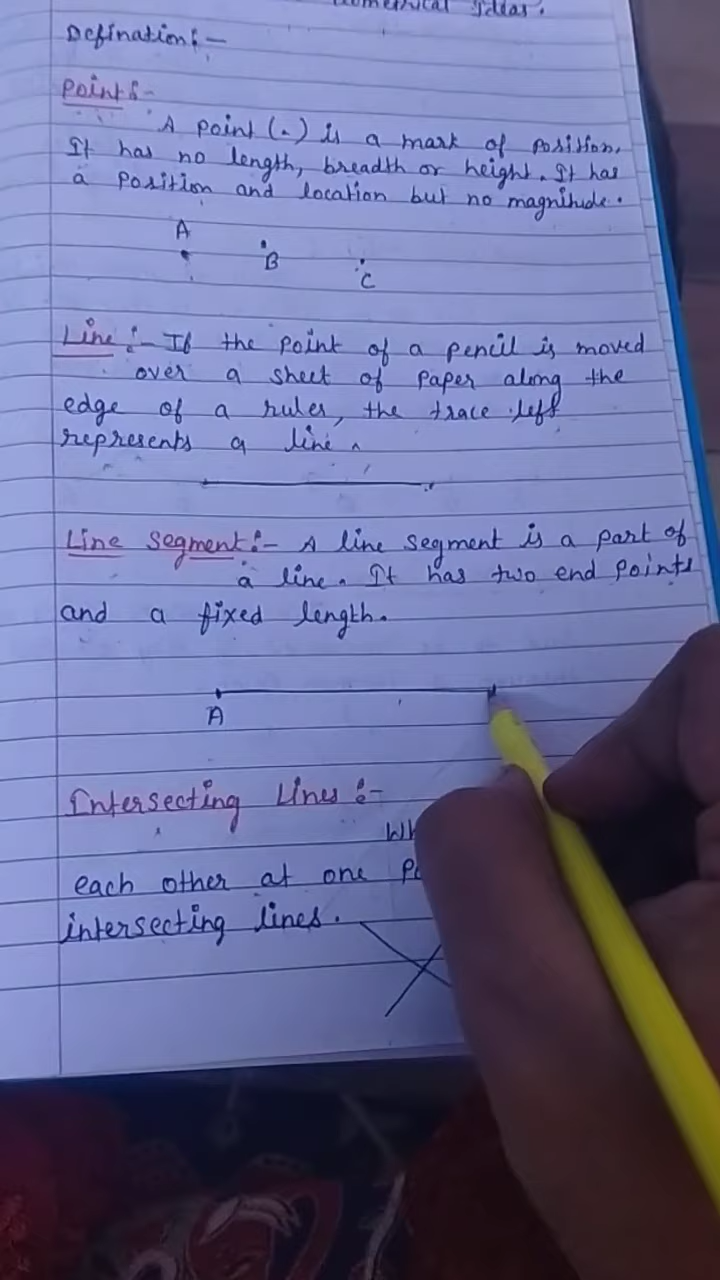 Defination:-
Point:-
A point (.) is a mark of position.
It has no length, breadth or height. It has
a position and location but no magnitude.
A
B
C
Line:- If the point of a pencil is moved
over a sheet of paper along the
edge of a ruler, the trace left
represents a line.
Line segment:- A line segment is a part of
a line. It has two end points
and a fixed length.
A
Intersecting Lines:-
each other at one
intersecting lines.